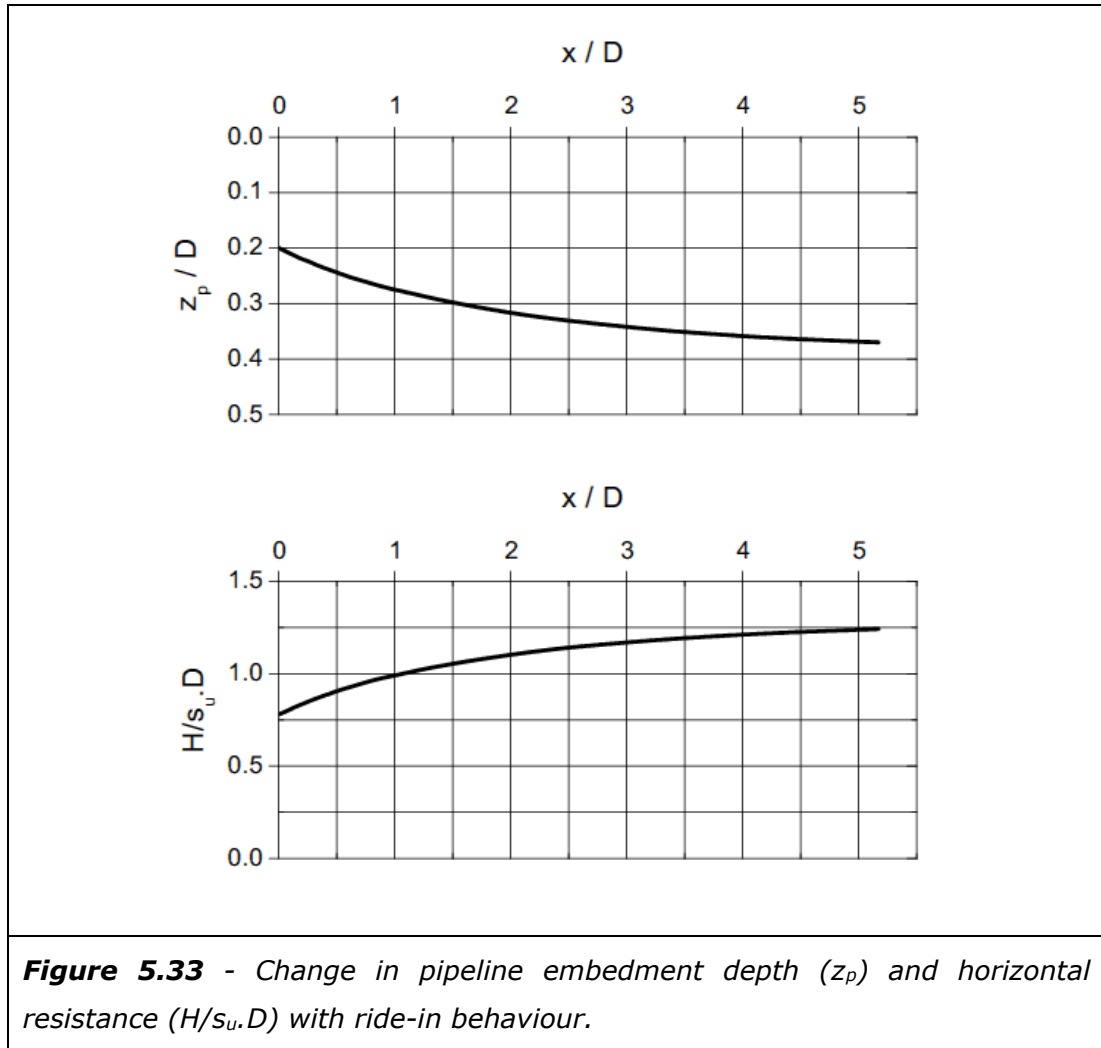 x / D
0 1 2 3 4 5
0.0
0.1
0.2
0.3
0.4
0.5
z_p / D
x / D
0 1 2 3 4 5
1.5
1.0
0.5
0.0
H/s_u.D
Figure 5.33 - Change in pipeline embedment depth (z_p) and horizontal
resistance (H/s_u.D) with ride-in behaviour.